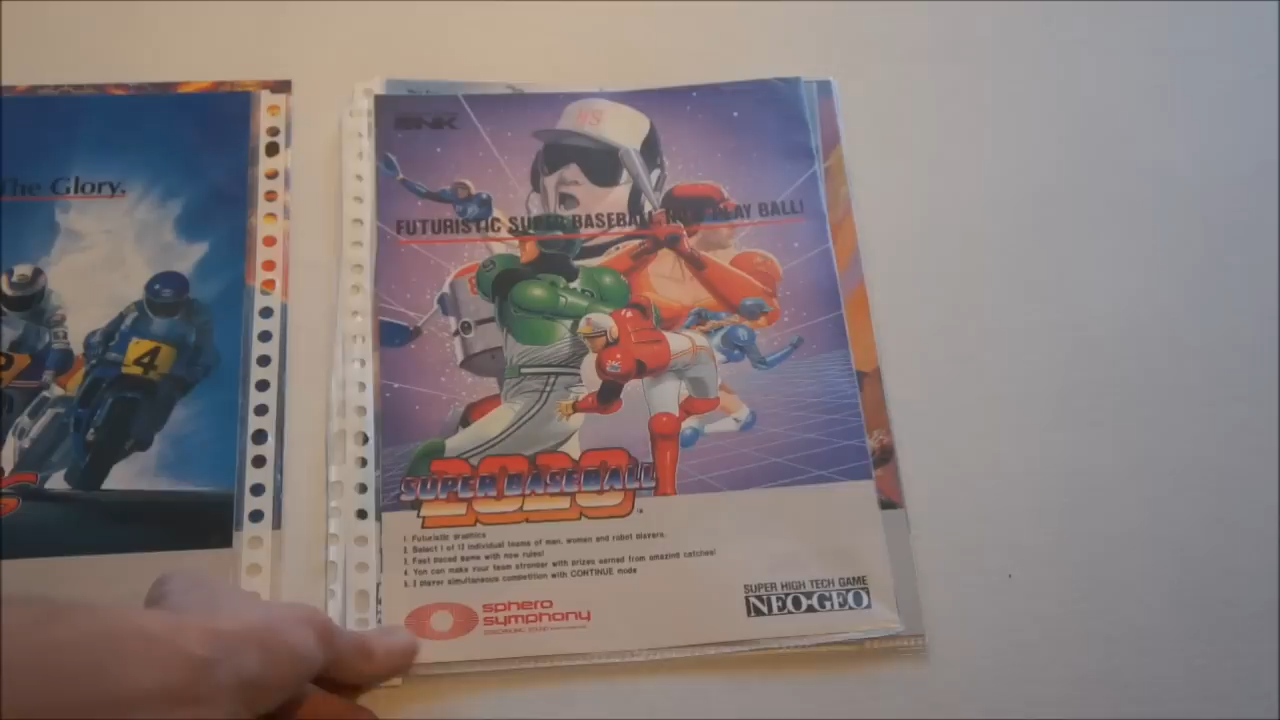 The Glory.
4
SNK
FUTURISTIC SUPER BASEBALL, NOW PLAY BALL!
2020
SUPER BASEBALL
1. Futuristic graphics
2. Select 1 of 12 individual teams of men, women and robot players.
3. Fast paced game with new rules!
4. You can make your team stronger with prizes earned from amazing catches!
5. 2 player simultaneous competition with CONTINUE mode
sphero
symphony
SUPER HIGH TECH GAME
NEO·GEO